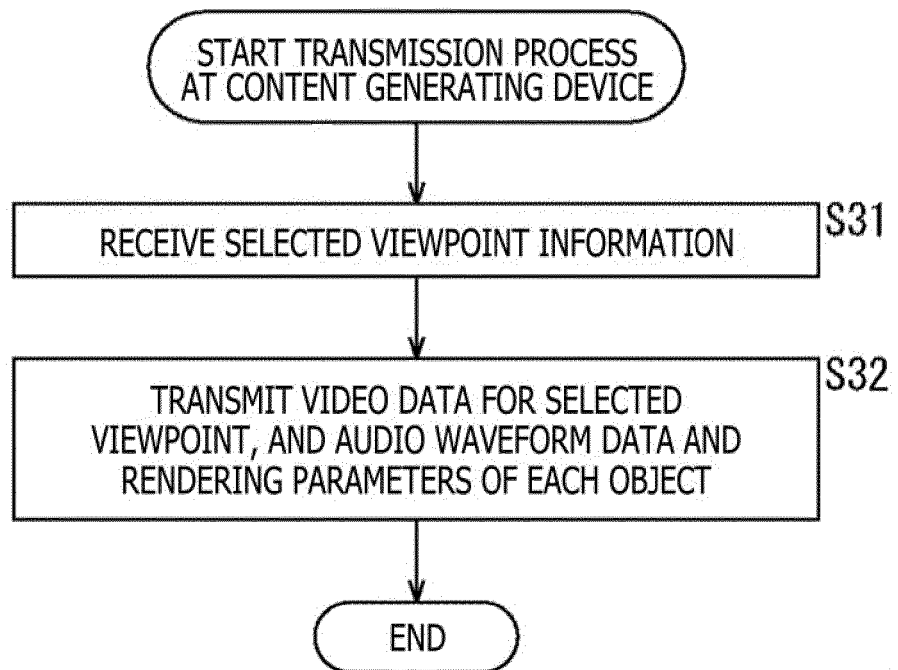 START TRANSMISSION PROCESS
AT CONTENT GENERATING DEVICE
S31
RECEIVE SELECTED VIEWPOINT INFORMATION
S32
TRANSMIT VIDEO DATA FOR SELECTED
VIEWPOINT, AND AUDIO WAVEFORM DATA AND
RENDERING PARAMETERS OF EACH OBJECT
END